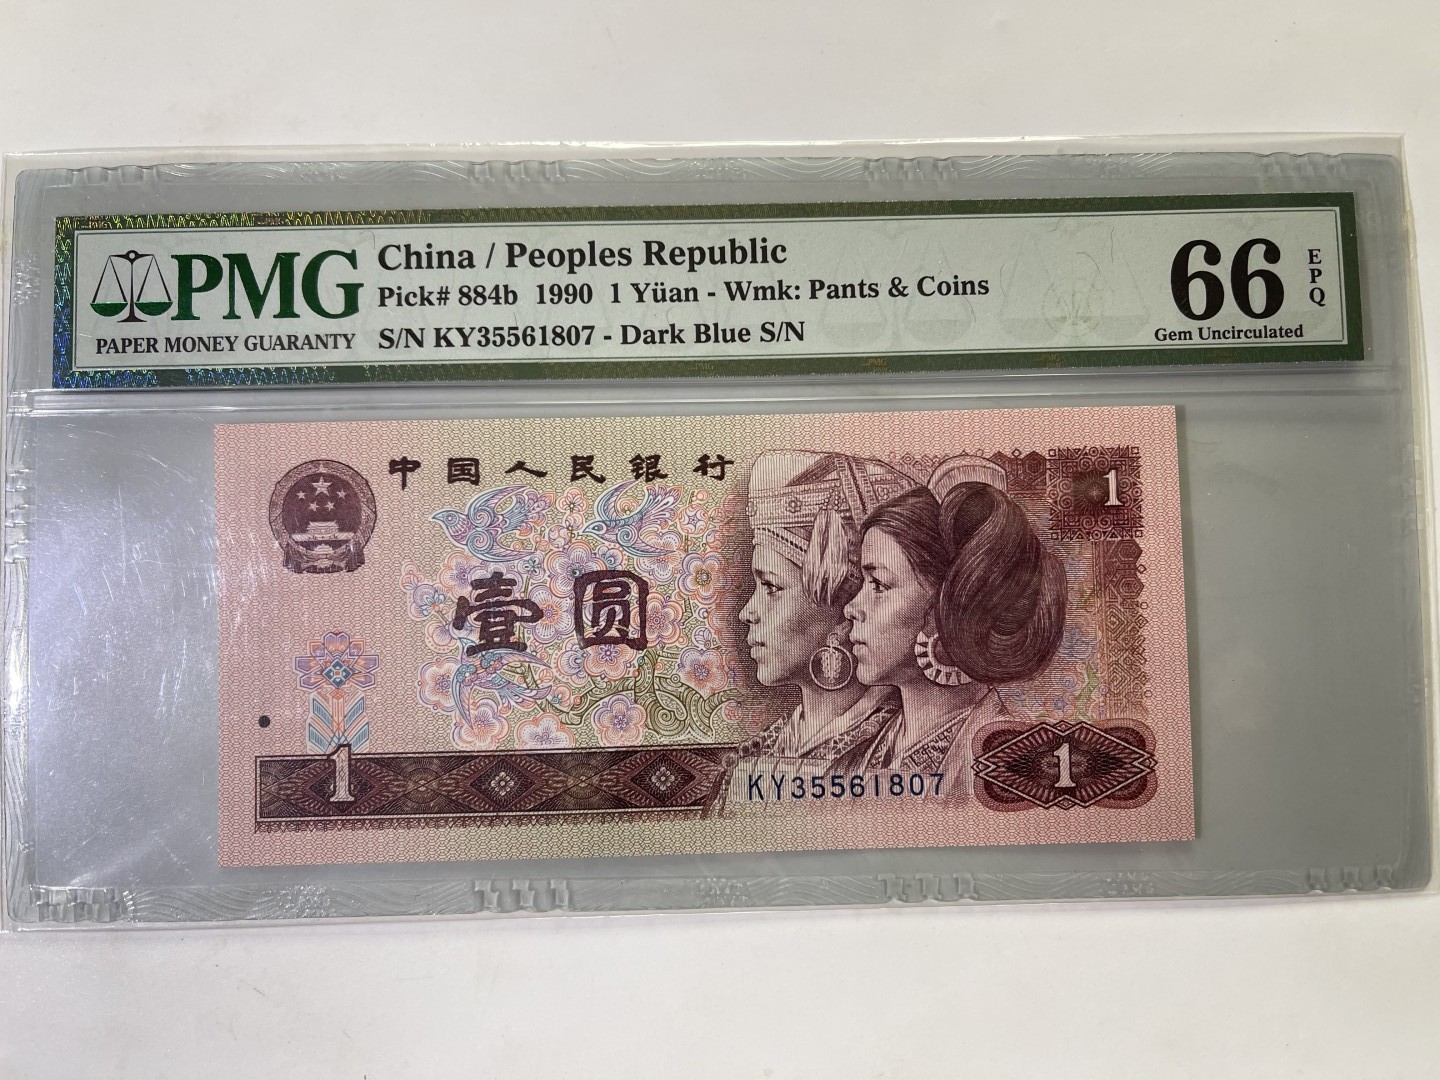 PMG
PAPER MONEY GUARANTY
China / Peoples Republic
Pick# 884b 1990 1 Yüan - Wmk: Pants & Coins
S/N KY35561807 - Dark Blue S/N
66
EPQ
Gem Uncirculated
中国人民银行
1
壹圆
1
KY35561807
1